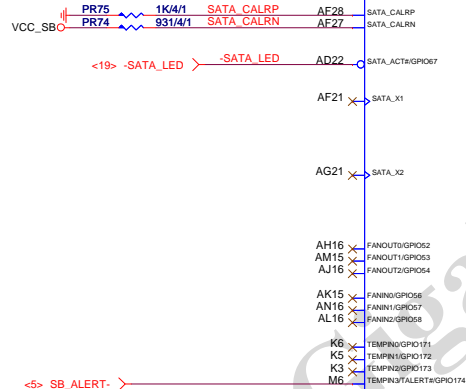 PR75 1K/4/1 SATA_CALRP AF28 SATA_CALRP
VCC_SB PR74 931/4/1 SATA_CALRN AF27 SATA_CALRN
<19> -SATA_LED -SATA_LED AD22 SATA_ACT#/GPIO67
AF21 SATA_X1
AG21 SATA_X2
AH16 FANOUT0/GPIO52
AM15 FANOUT1/GPIO53
AJ16 FANOUT2/GPIO54
AK15 FANIN0/GPIO56
AN16 FANIN1/GPIO57
AL16 FANIN2/GPIO58
K6 TEMPIN0/GPIO171
K5 TEMPIN1/GPIO172
K3 TEMPIN2/GPIO173
<5> SB_ALERT- M6 TEMPIN3/TALERT#/GPIO174